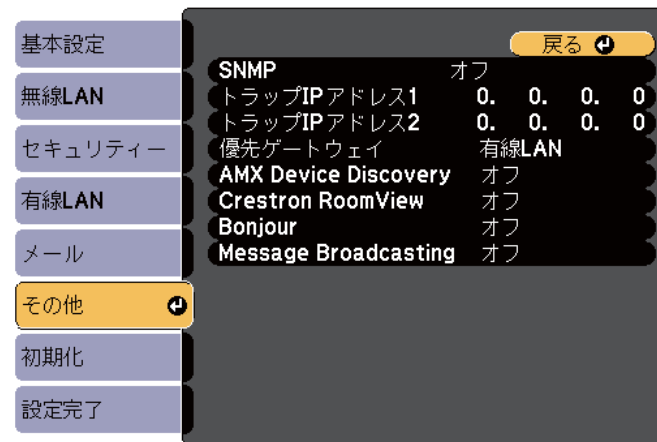 基本設定
無線LAN
セキュリティー
有線LAN
メール
その他
初期化
設定完了
戻る
SNMP オフ
トラップIPアドレス1 0. 0. 0. 0
トラップIPアドレス2 0. 0. 0. 0
優先ゲートウェイ 有線LAN
AMX Device Discovery オフ
Crestron RoomView オフ
Bonjour オフ
Message Broadcasting オフ